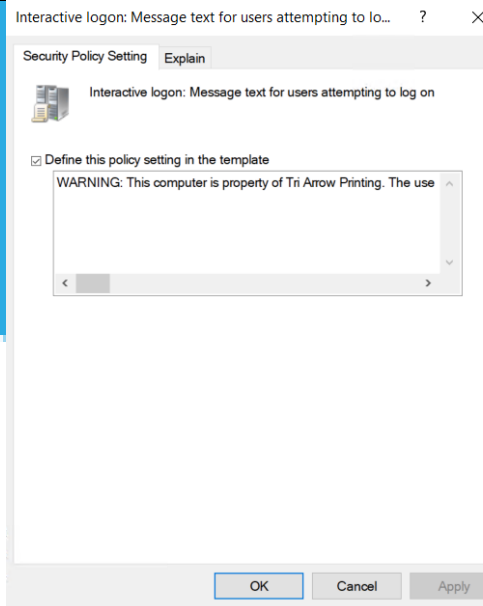 Interactive logon: Message text for users attempting to lo... ?
Security Policy Setting Explain
Interactive logon: Message text for users attempting to log on
Define this policy setting in the template
WARNING: This computer is property of Tri Arrow Printing. The use
OK Cancel Apply